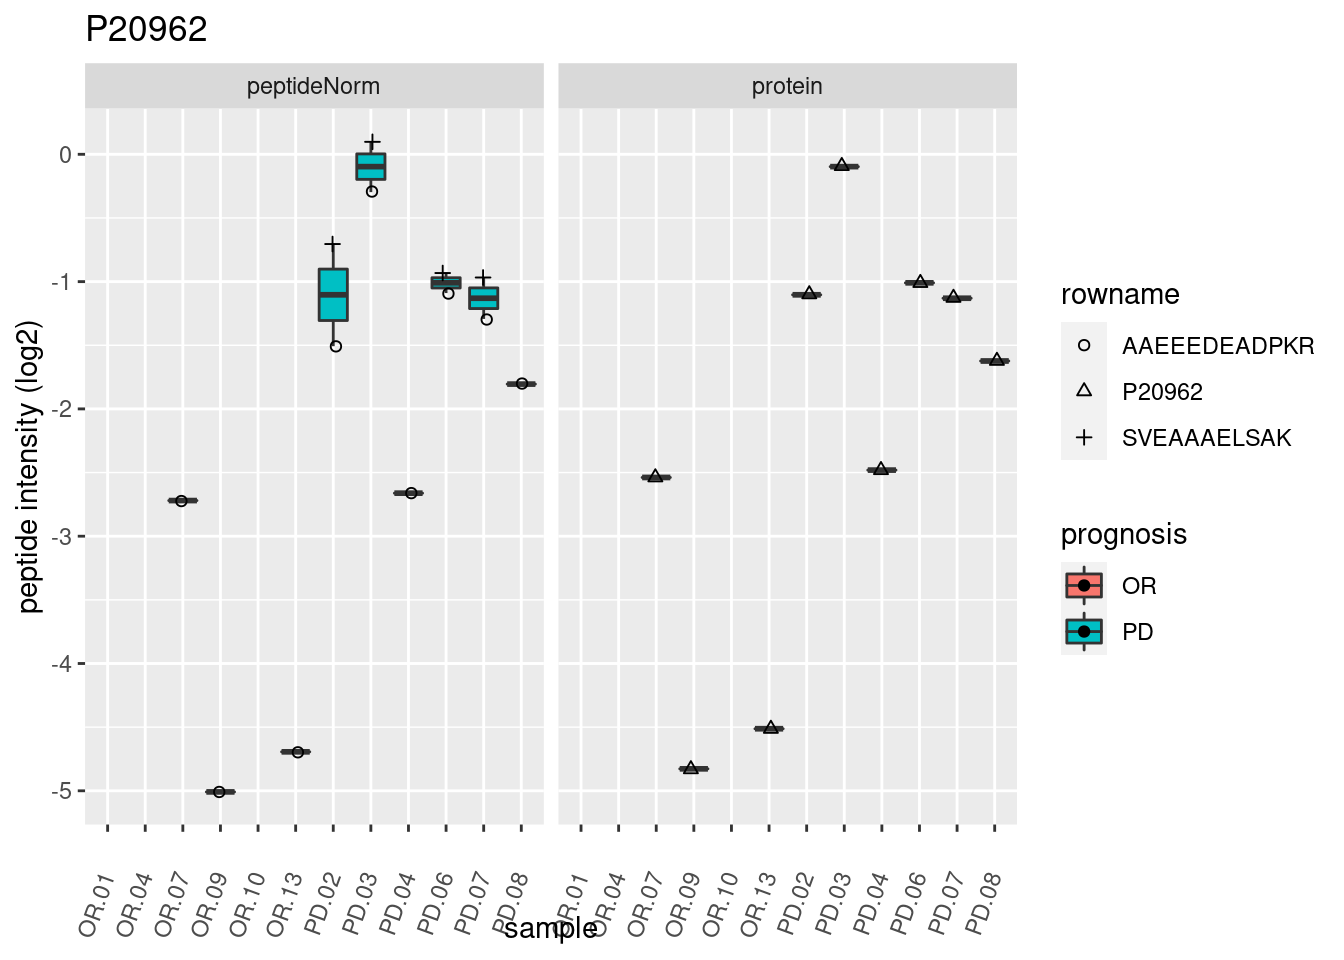 P20962
peptideNorm
protein
0
-1
-2
-3
-4
-5
peptide intensity (log2)
OR.01
OR.04
OR.07
OR.09
OR.10
OR.13
PD.02
PD.03
PD.04
PD.06
PD.07
PD.08
OR.01
OR.04
OR.07
OR.09
OR.10
OR.13
PD.02
PD.03
PD.04
PD.06
PD.07
PD.08
sample
rowname
AAEEEDEADPKR
P20962
SVEAAAELSAK
prognosis
OR
PD